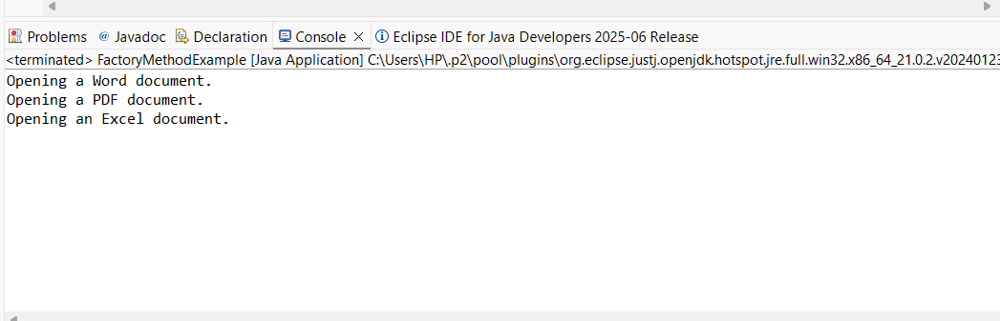 Problems @ Javadoc Declaration Console Eclipse IDE for Java Developers 2025-06 Release
<terminated> FactoryMethodExample [Java Application] C:\Users\HP\.p2\pool\plugins\org.eclipse.justj.openjdk.hotspot.jre.full.win32.x86_64_21.0.2.v20240123
Opening a Word document.
Opening a PDF document.
Opening an Excel document.